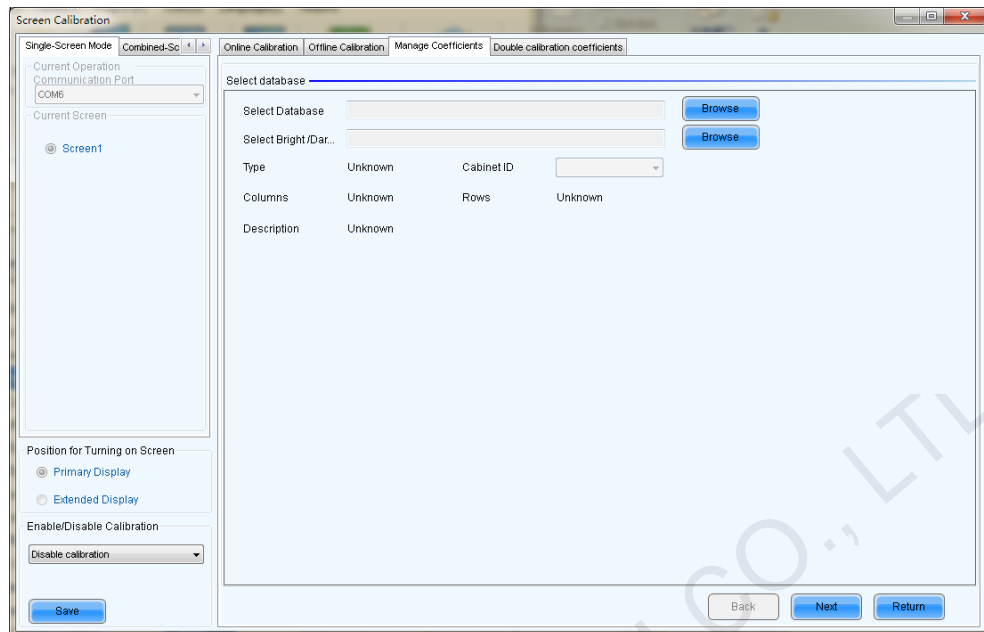 Screen Calibration
Single-Screen Mode Combined-Sc
Online Calibration Offline Calibration Manage Coefficients Double calibration coefficients
Current Operation
Communication Port
COM6
Current Screen
Screen1
Position for Turning on Screen
Primary Display
Extended Display
Enable/Disable Calibration
Disable calibration
Save
Select database
Select Database Browse
Select Bright /Dar... Browse
Type Unknown Cabinet ID
Columns Unknown Rows Unknown
Description Unknown
Back Next Return
CO., LTD